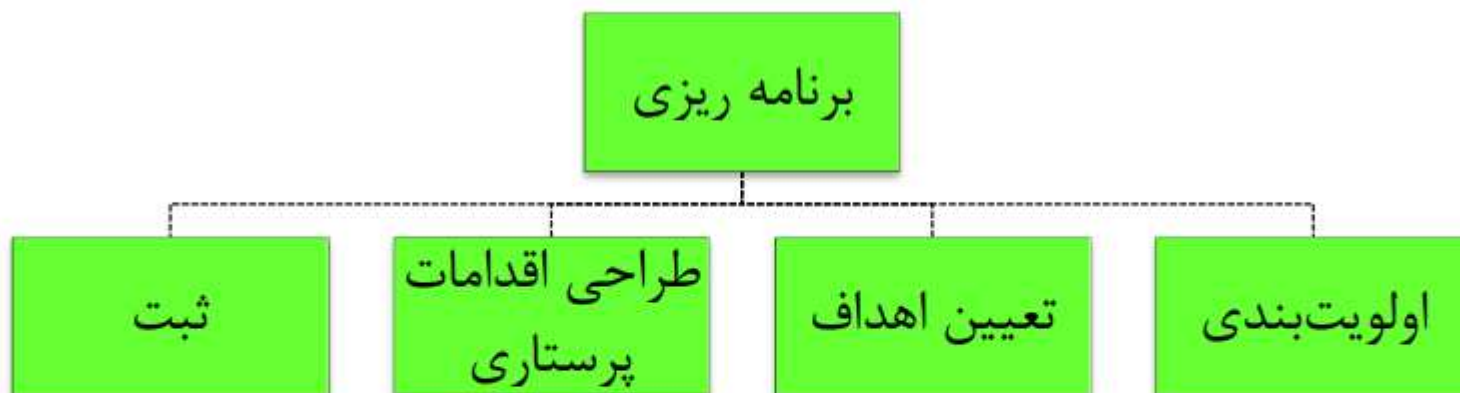 برنامه ریزی
اولویت‌بندی
تعیین اهداف
طراحی اقدامات
پرستاری
ثبت